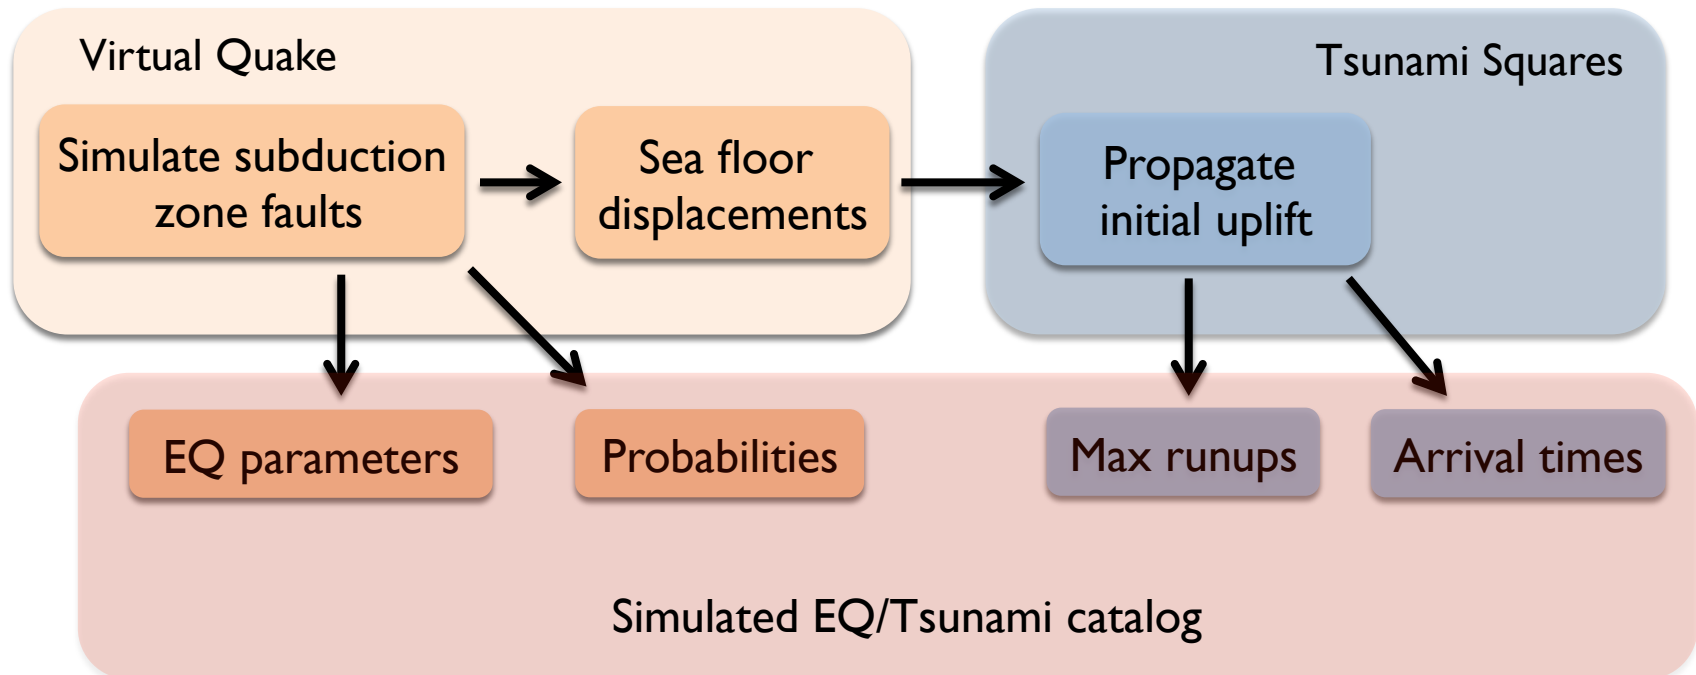 Virtual Quake
Tsunami Squares
Simulate subduction
zone faults
Sea floor
displacements
Propagate
initial uplift
EQ parameters
Probabilities
Max runups
Arrival times
Simulated EQ/Tsunami catalog